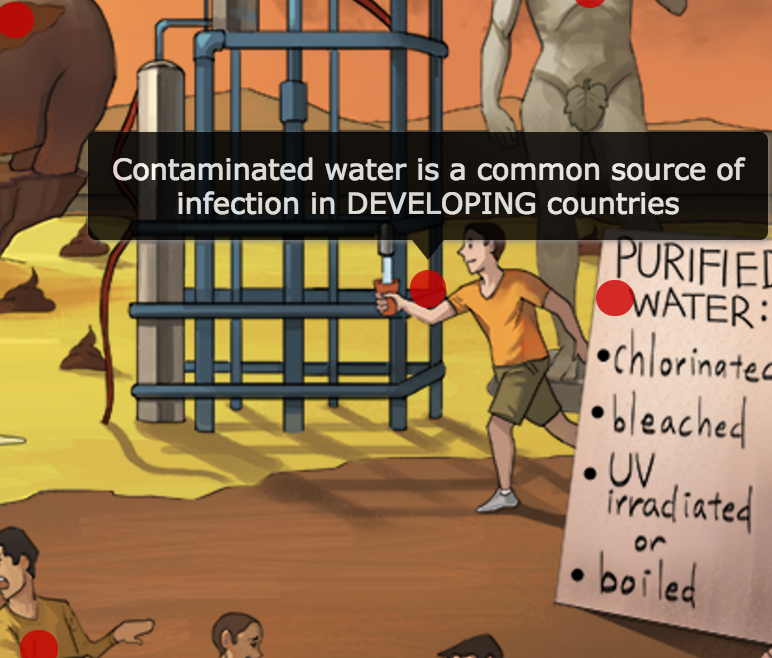 Contaminated water is a common source of
infection in DEVELOPING countries
PURIFIED
WATER:
•chlorinated
•bleached
•UV
irradiated
or
•boiled